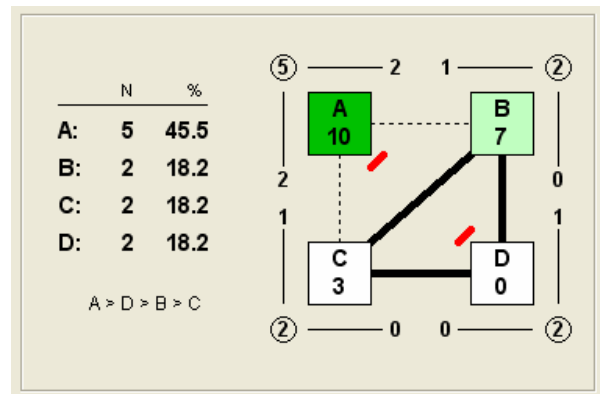 N %
A: 5 45.5
B: 2 18.2
C: 2 18.2
D: 2 18.2
A > D > B > C
5 2 1 2
A B
10 7
2 0
1 1
C D
3 0
2 0 0 2